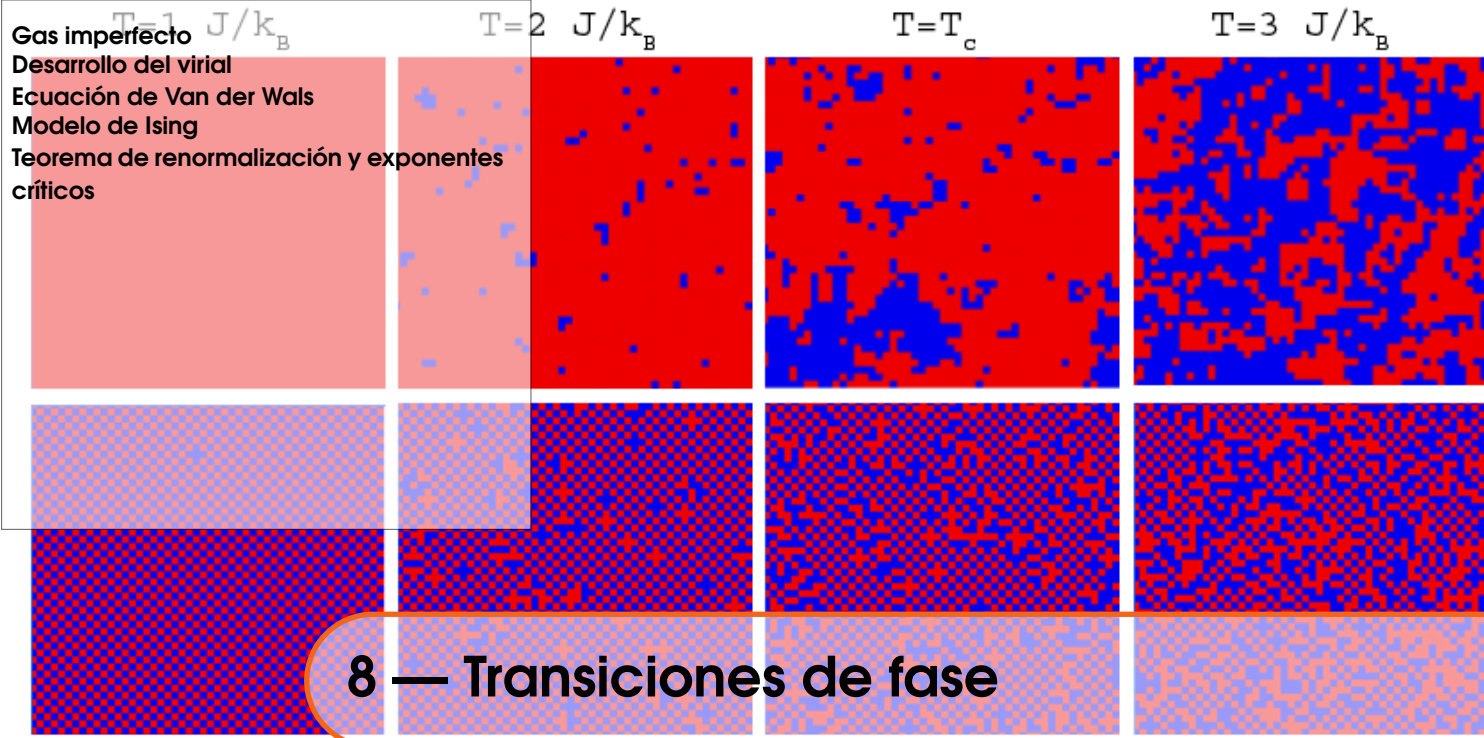 T=1 J/k_B T=2 J/k_B T=T_c T=3 J/k_B
Gas imperfecto
Desarrollo del virial
Ecuación de Van der Wals
Modelo de Ising
Teorema de renormalización y exponentes
críticos
8 — Transiciones de fase